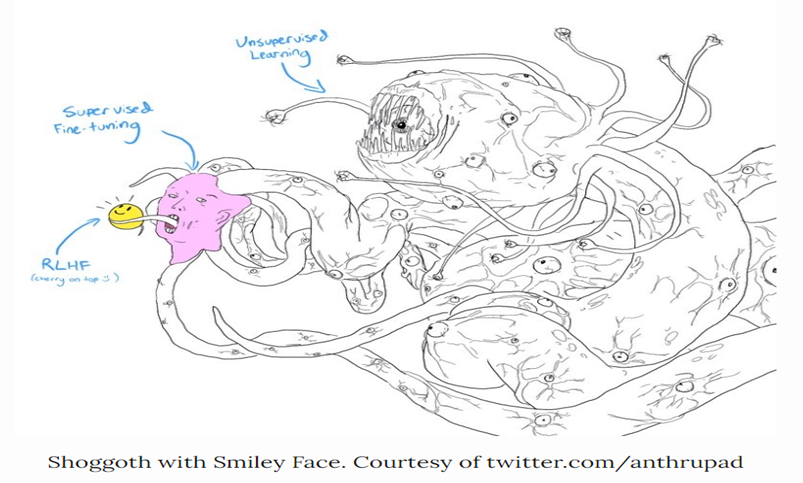 Unsupervised
Learning
Supervised
Fine-tuning
RLHF
(cherry on top :))
Shoggoth with Smiley Face. Courtesy of twitter.com/anthrupad